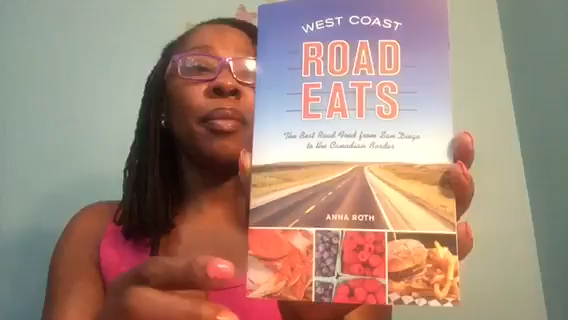 WEST COAST
ROAD
EATS
The Best Road Food from San Diego
to the Canadian Border
ANNA ROTH